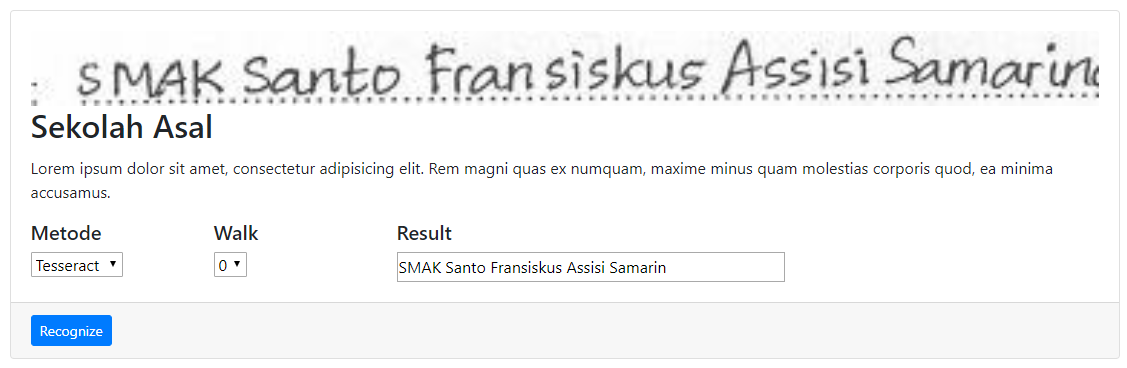 SMAK Santo Fransiskus Assisi Samarin
Sekolah Asal
Lorem ipsum dolor sit amet, consectetur adipisicing elit. Rem magni quas ex numquam, maxime minus quam molestias corporis quod, ea minima
accusamus.
Metode Walk Result
Tesseract 0 SMAK Santo Fransiskus Assisi Samarin
Recognize